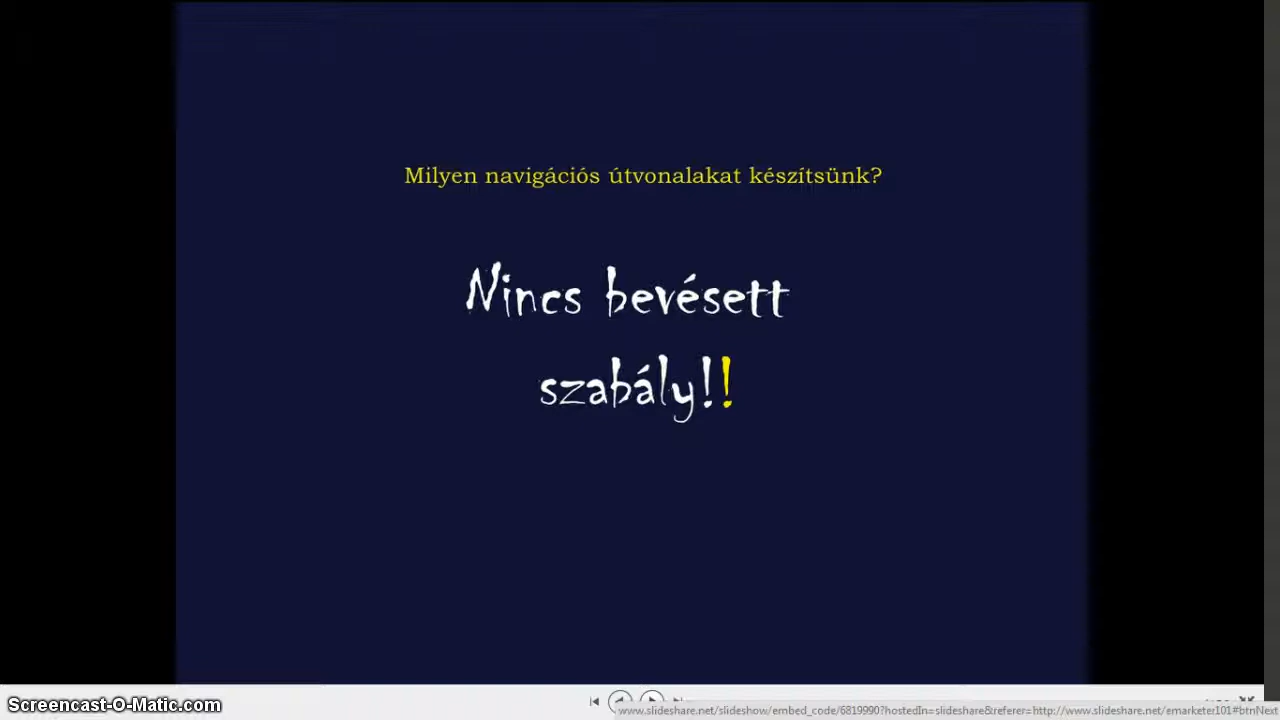 Milyen navigációs útvonalakat készítsünk?
Nincs bevésett
szabály!!
Screencast-O-Matic.com
www.slideshare.net/slideshow/embed_code/6819990?hostedIn=slideshare&referer=http://www.slideshare.net/emarketer101#btnNext